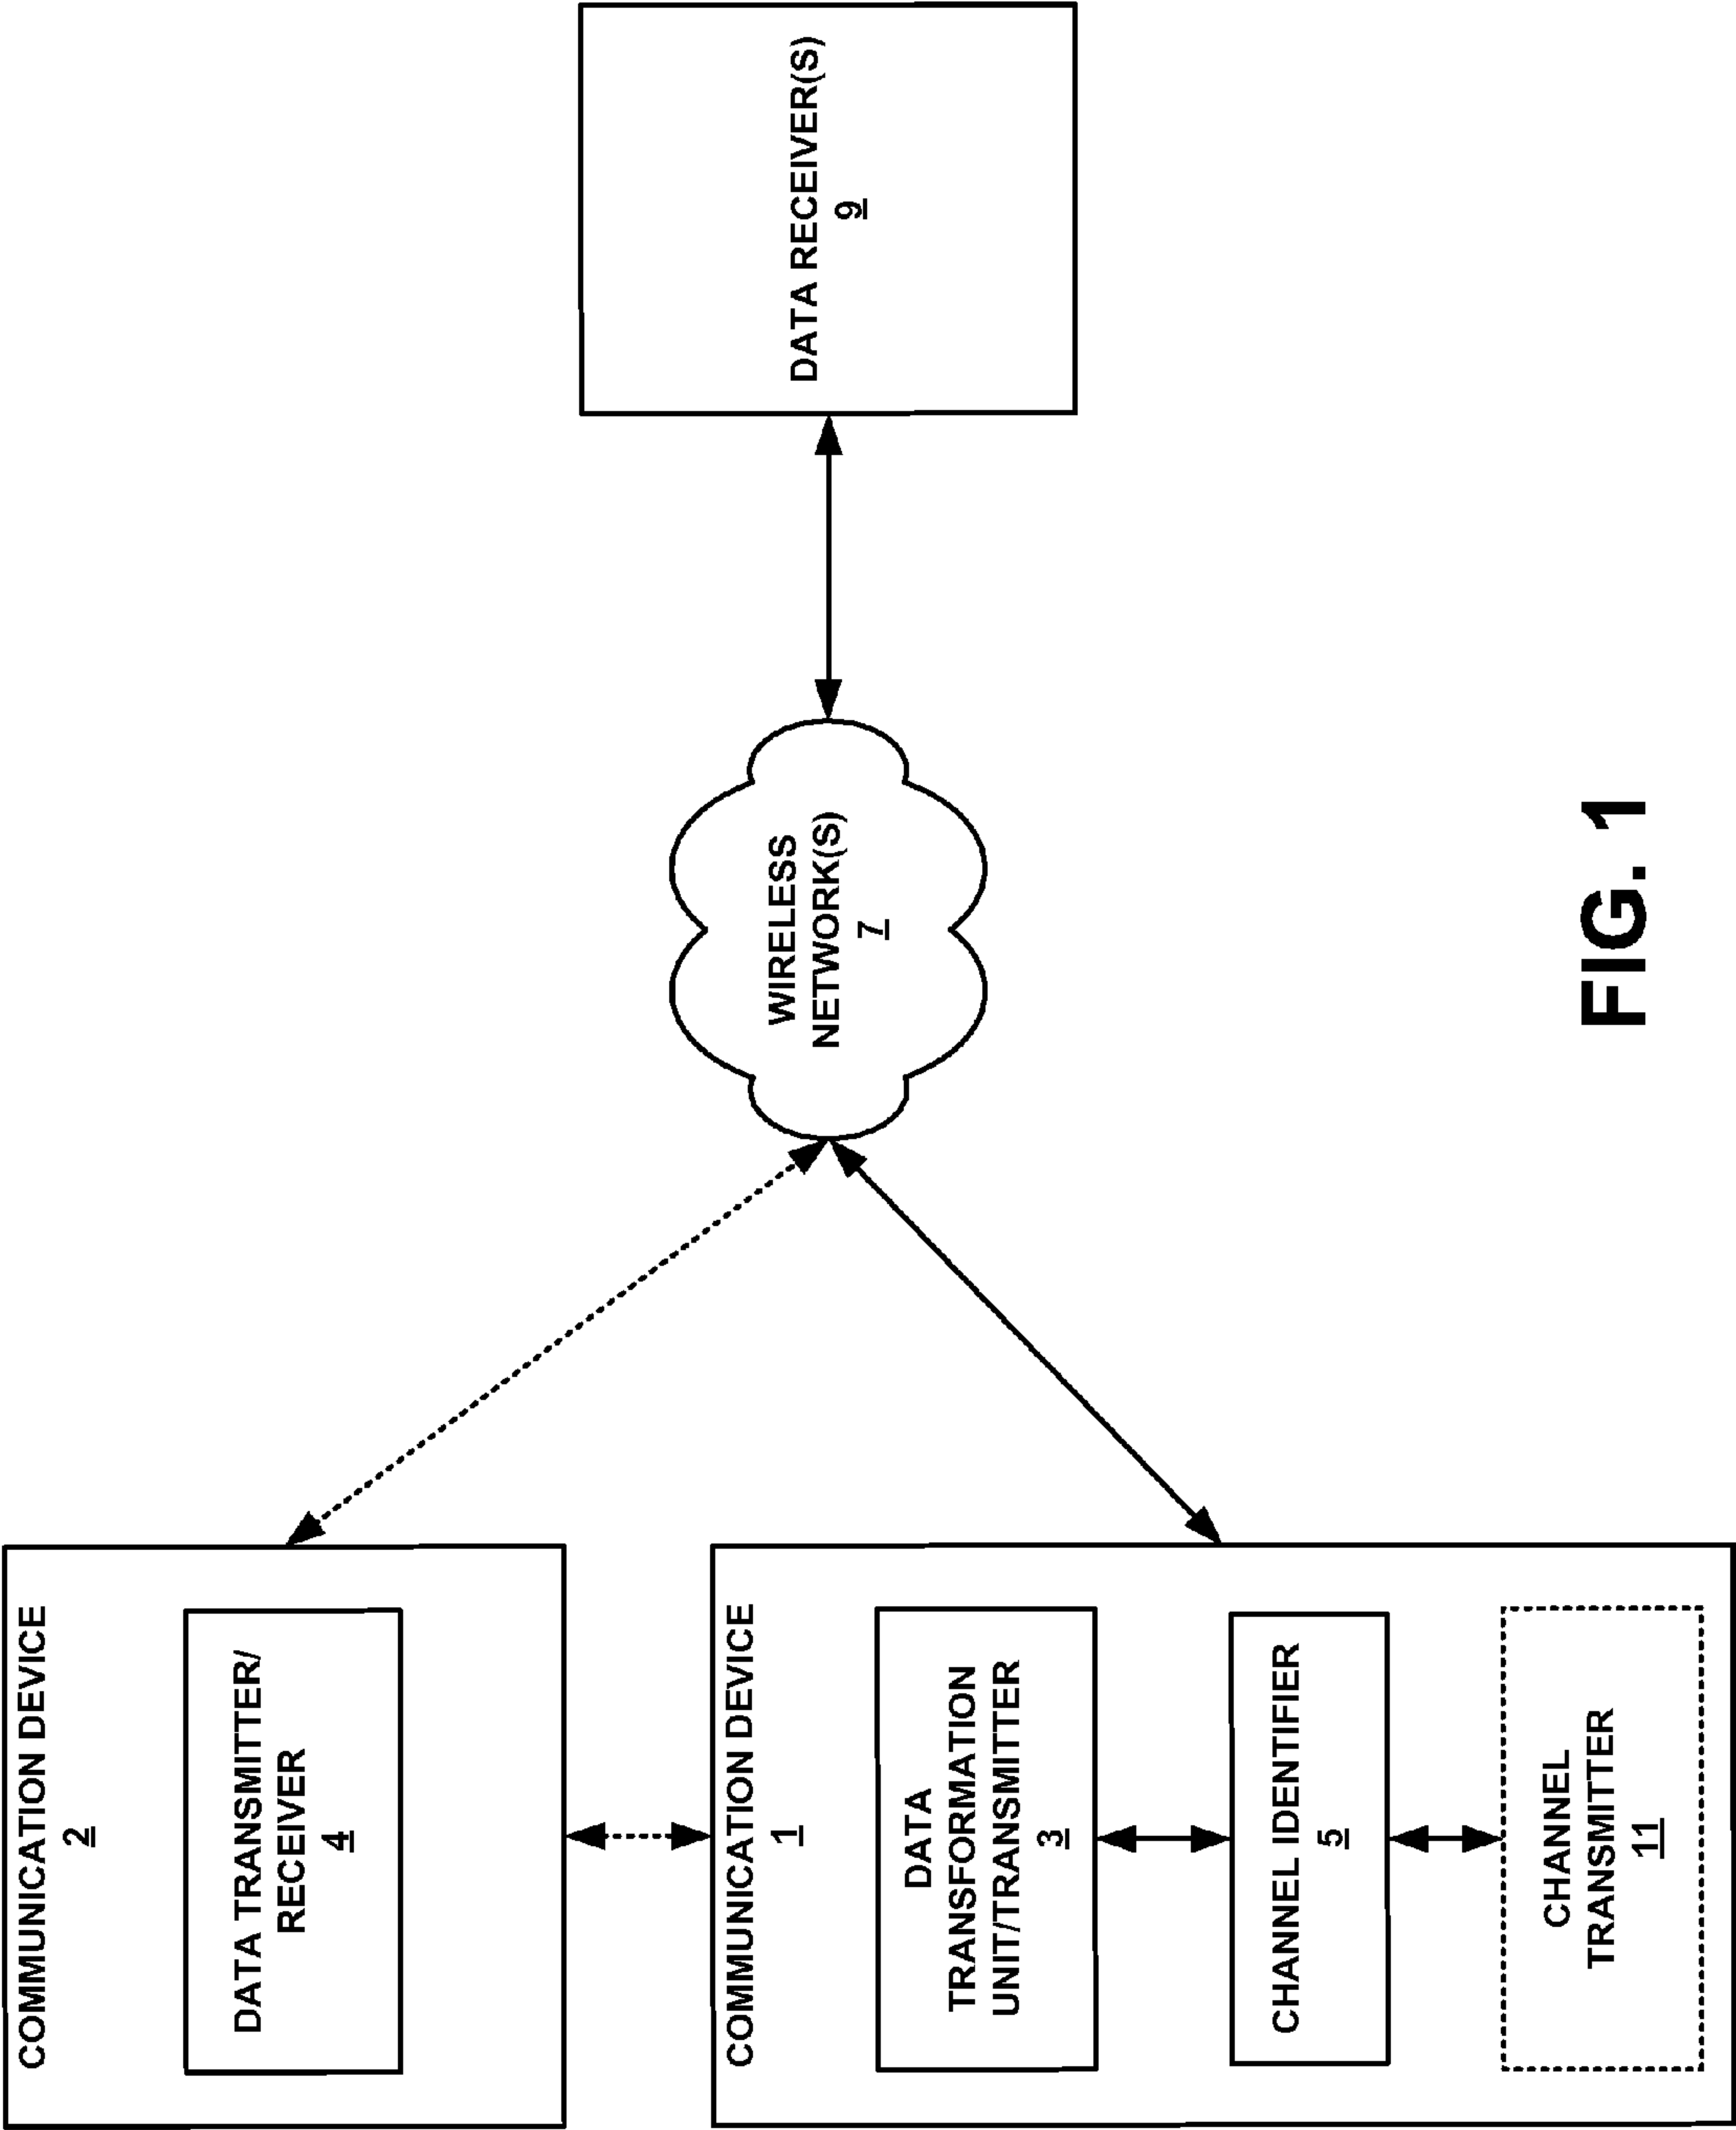 COMMUNICATION DEVICE
2
DATA TRANSMITTER/
RECEIVER
4
COMMUNICATION DEVICE
1
DATA
TRANSFORMATION
UNIT/TRANSMITTER
3
CHANNEL IDENTIFIER
5
CHANNEL
TRANSMITTER
11
WIRELESS
NETWORK(S)
7
DATA RECEIVER(S)
9
FIG. 1